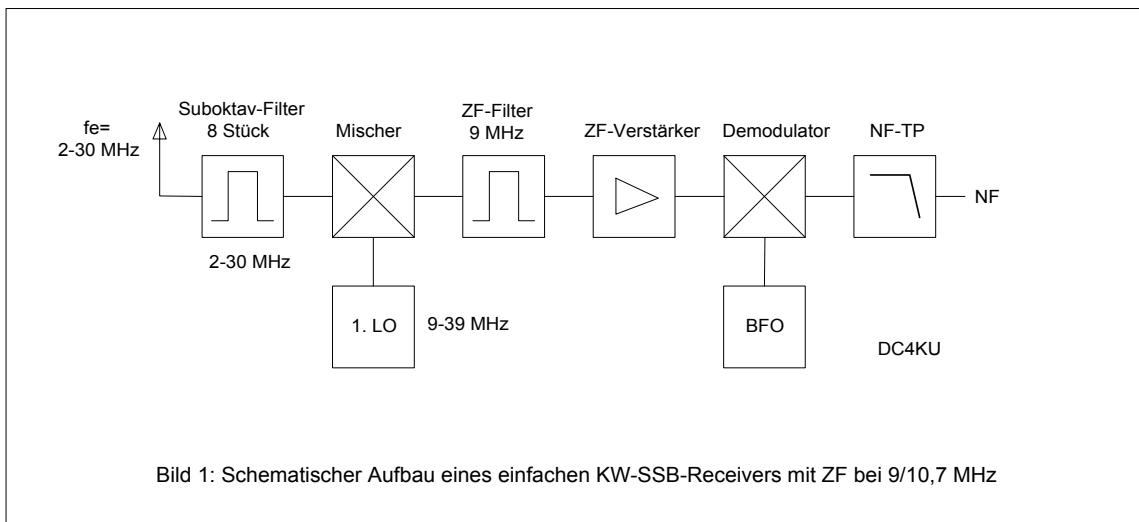 fe=
2-30 MHz
Suboktav-Filter
8 Stück
2-30 MHz
Mischer
1. LO
9-39 MHz
ZF-Filter
9 MHz
ZF-Verstärker
Demodulator
BFO
NF-TP
NF
DC4KU
Bild 1: Schematischer Aufbau eines einfachen KW-SSB-Receivers mit ZF bei 9/10,7 MHz